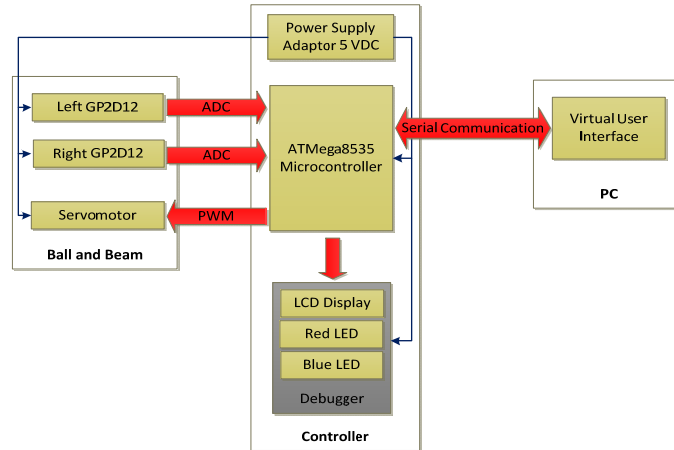 Power Supply
Adaptor 5 VDC
Left GP2D12
ADC
Right GP2D12
ADC
Servomotor
PWM
Ball and Beam
ATMega8535
Microcontroller
Serial Communication
Virtual User
Interface
PC
LCD Display
Red LED
Blue LED
Debugger
Controller